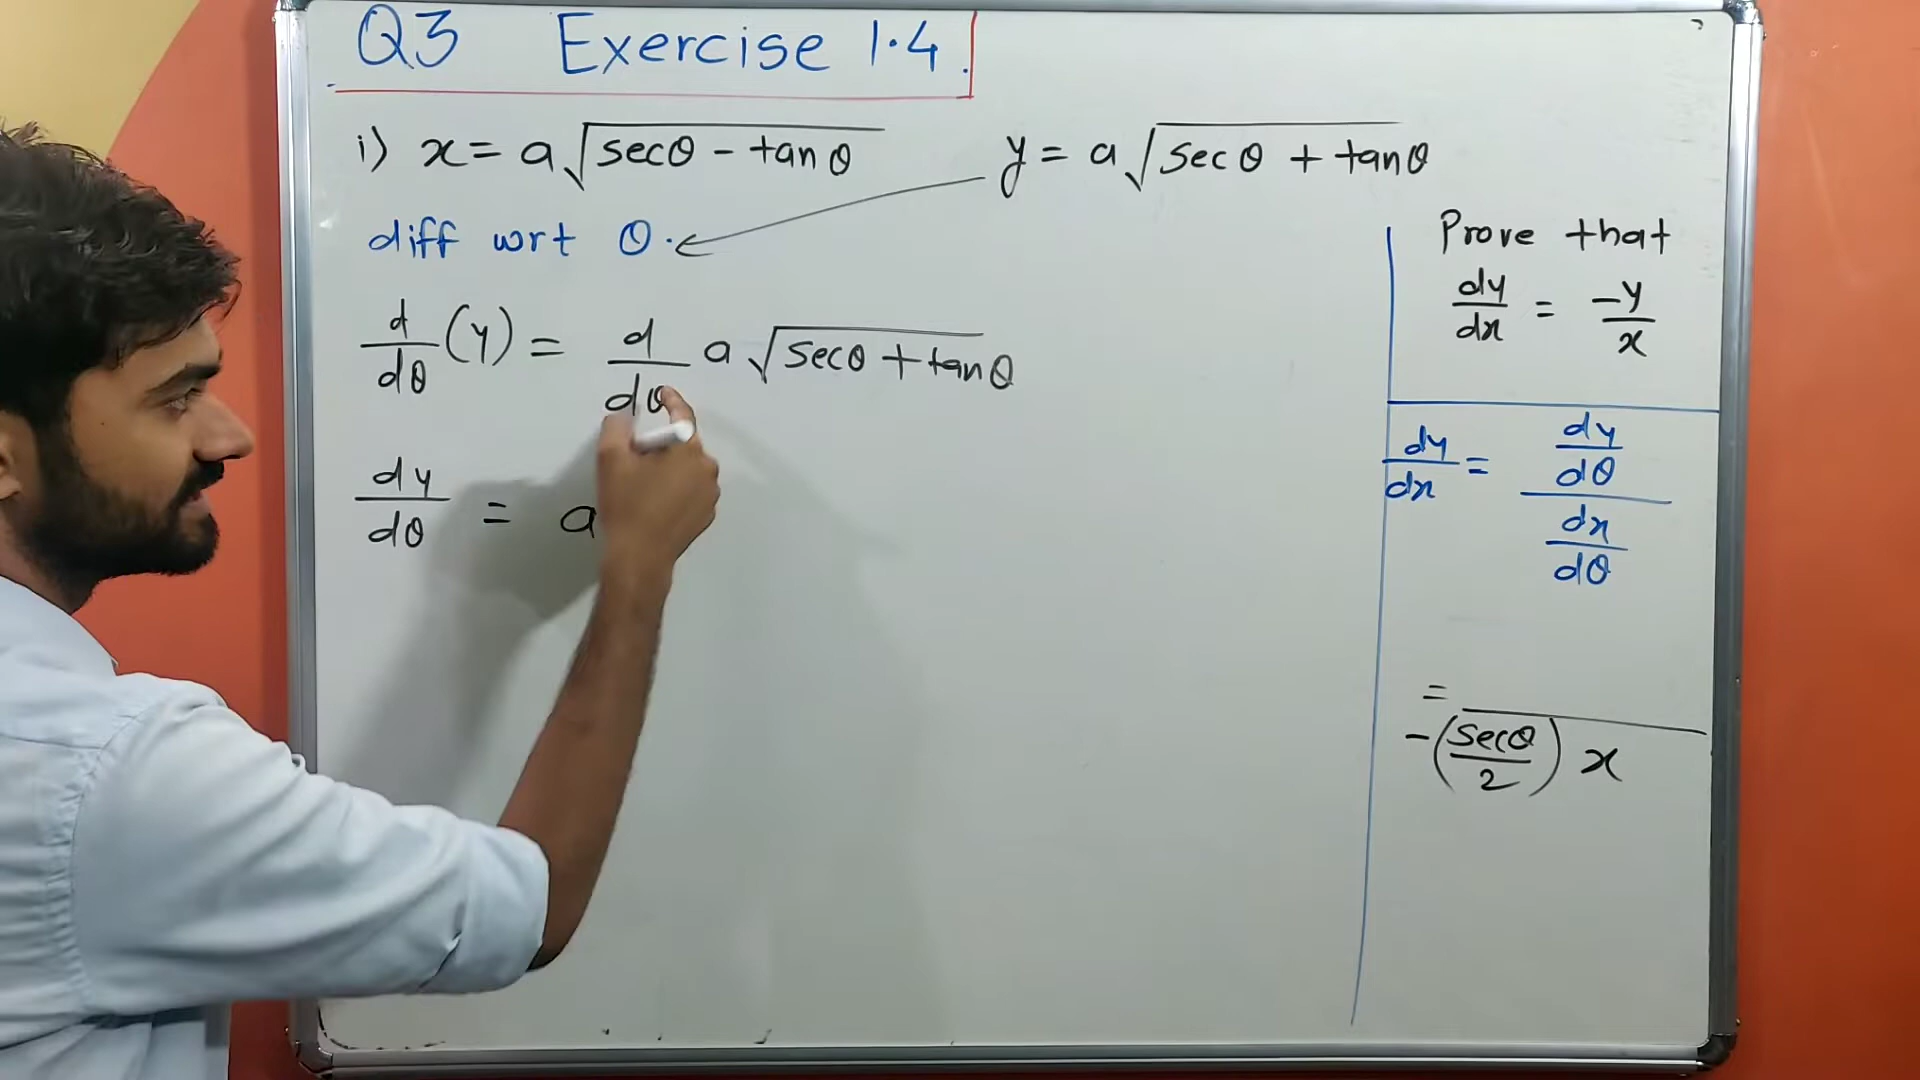 Q3 Exercise 1.4.
i) x = a√(secθ - tanθ) y = a√(secθ + tanθ)
diff wrt θ.
d/dθ (y) = d/dθ a√(secθ + tanθ)
dy/dθ = a
Prove that
dy/dx = -y/x
dy/dx = (dy/dθ)/(dx/dθ)
=
-(secθ/2) x